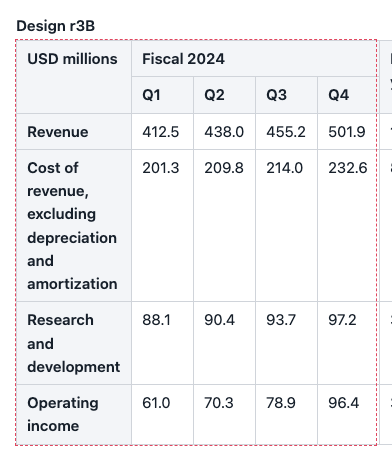 Design r3B
USD millions Fiscal 2024
Q1 Q2 Q3 Q4
Revenue 412.5 438.0 455.2 501.9
Cost of 201.3 209.8 214.0 232.6
revenue,
excluding
depreciation
and
amortization
Research 88.1 90.4 93.7 97.2
and
development
Operating 61.0 70.3 78.9 96.4
income